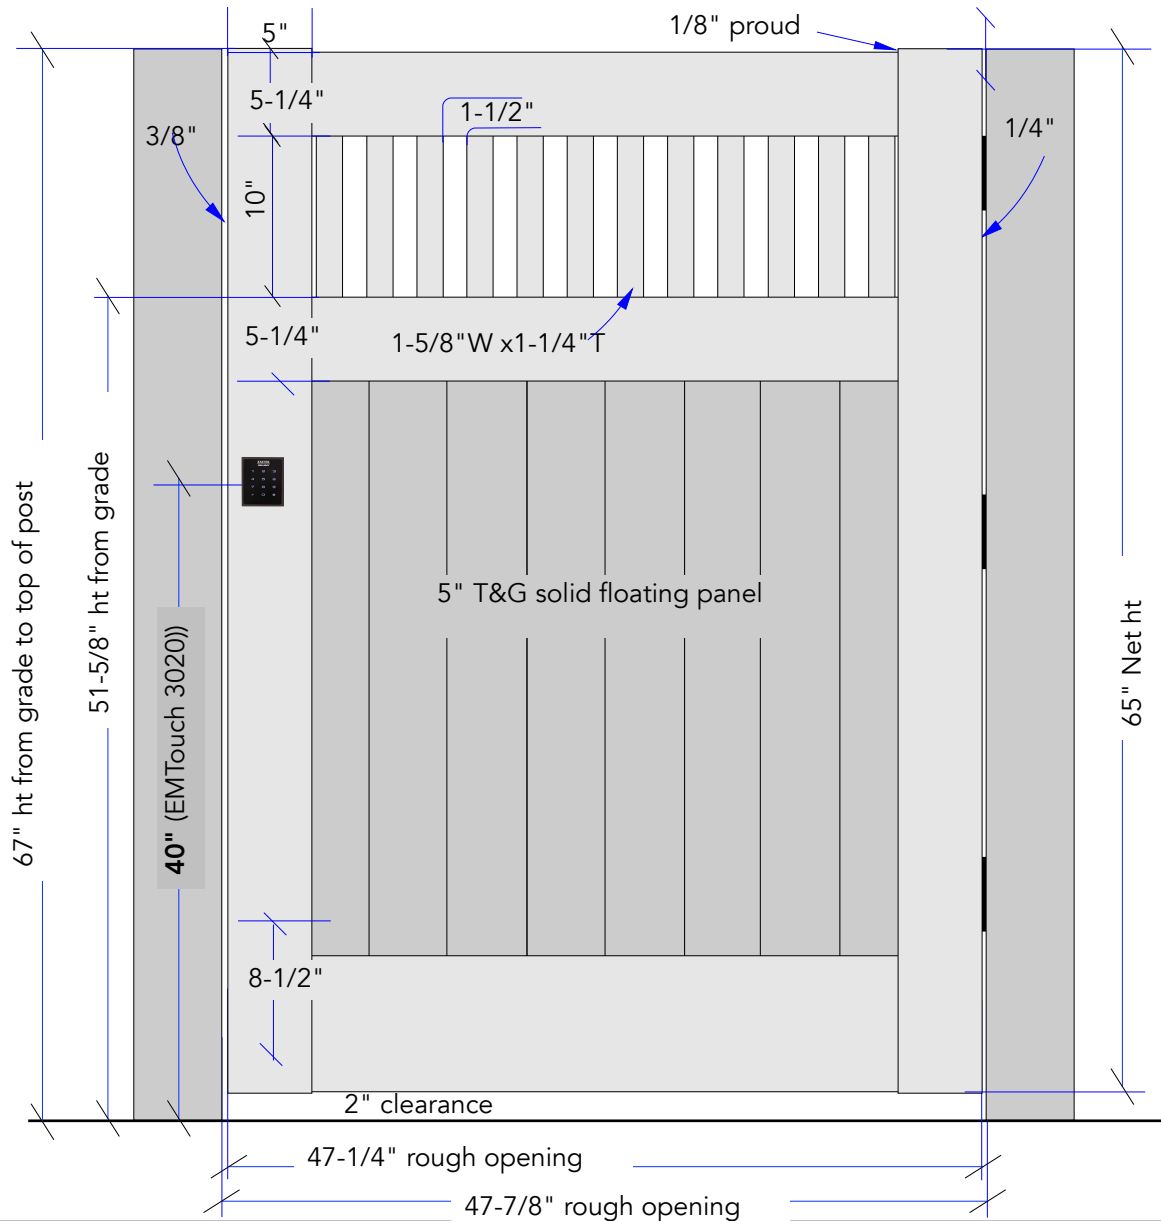 5"
1/8" proud
5-1/4"
1-1/2"
3/8"
1/4"
10"
5-1/4"
1-5/8"W x1-1/4"T
67" ht from grade to top of post
51-5/8" ht from grade
40" (EMTouch 3020))
5" T&G solid floating panel
65" Net ht
8-1/2"
2" clearance
47-1/4" rough opening
47-7/8" rough opening